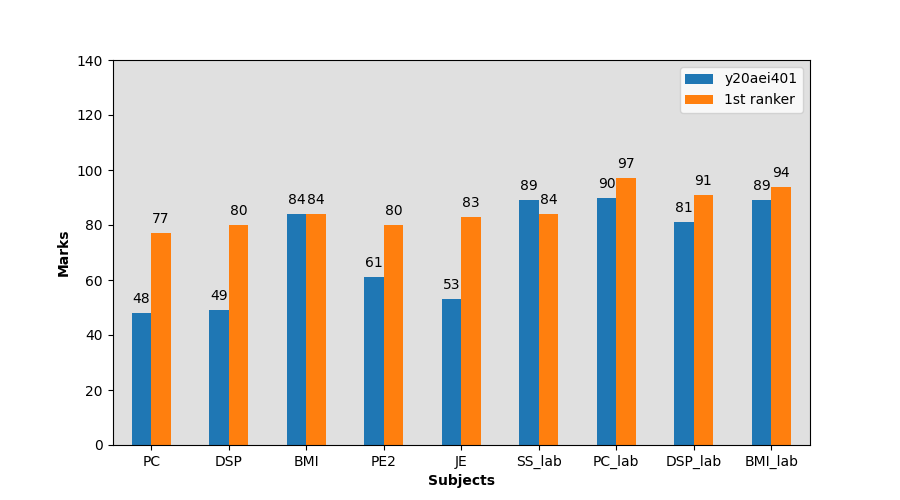 140
120
100
80
60
40
20
0
Marks
y20aei401
1st ranker
48 77 49 80 84 84 61 80 53 83 89 84 90 97 81 91 89 94
PC DSP BMI PE2 JE SS_lab PC_lab DSP_lab BMI_lab
Subjects